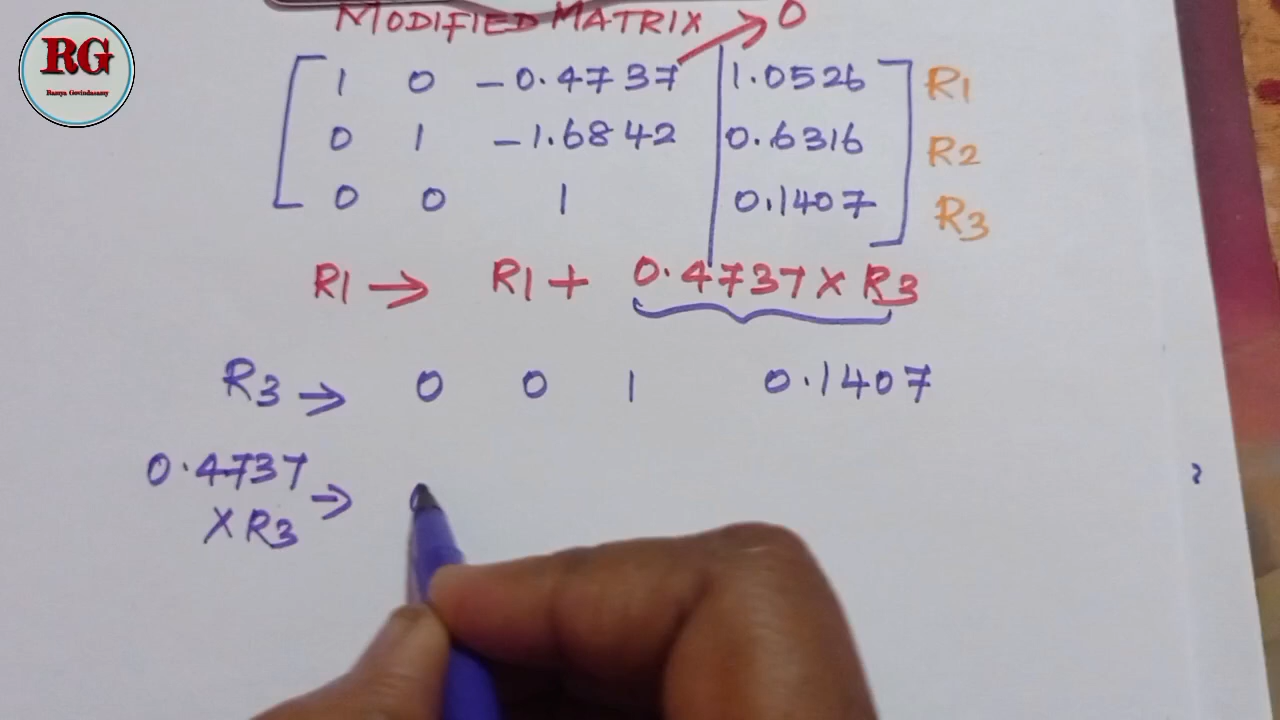 RG
Ramya Govindasamy
MODIFIED MATRIX → 0
1 0 -0.4737 1.0526 R1
0 1 -1.6842 0.6316 R2
0 0 1 0.1407 R3
R1 → R1 + 0.4737 X R3
R3 → 0 0 1 0.1407
0.4737
X R3 →